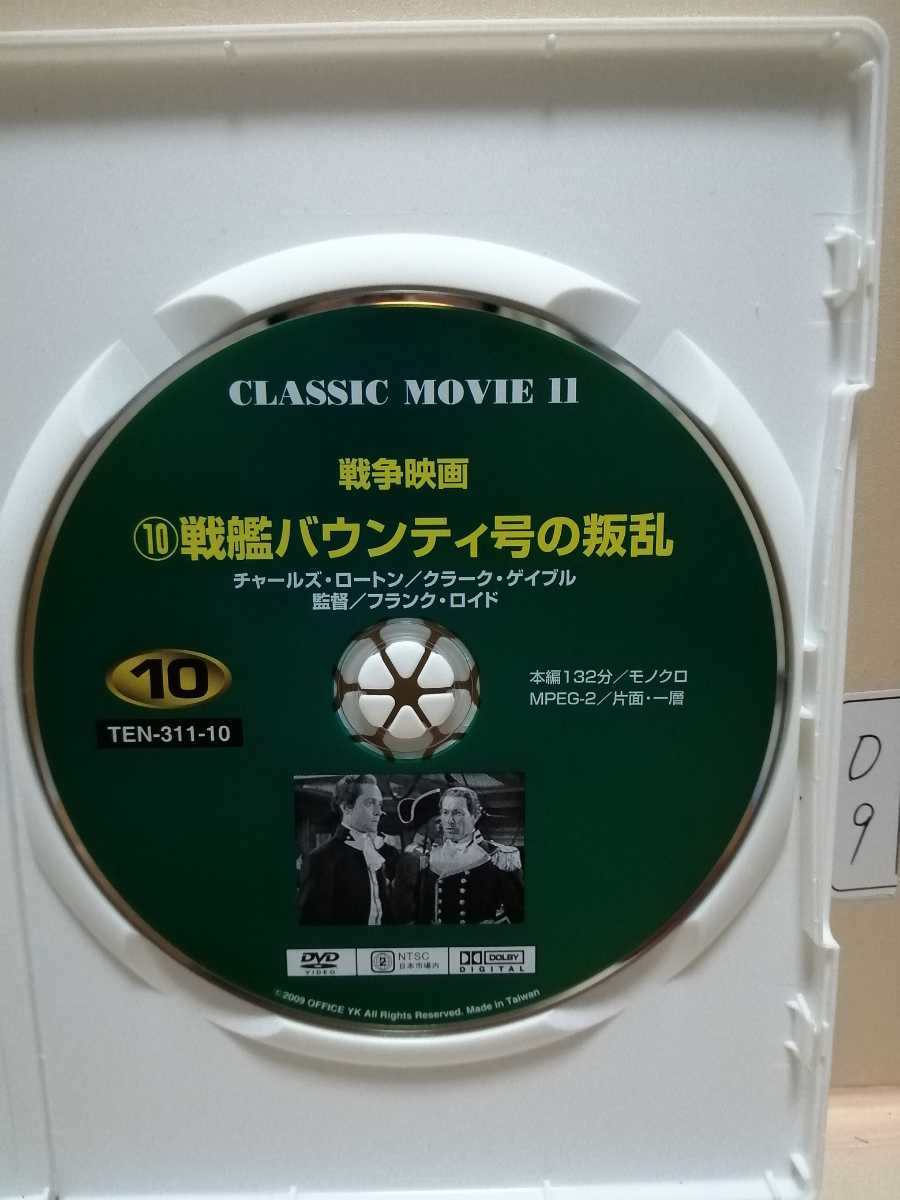 CLASSIC MOVIE 11
戦争映画
⑩戦艦バウンティ号の叛乱
チャールズ・ロートン／クラーク・ゲイブル
監督／フランク・ロイド
10
TEN-311-10
本編132分／モノクロ
MPEG-2／片面・一層
DVD
VIDEO
2
NTSC
日本市場内
DOLBY
DIGITAL
©2009 OFFICE YK All Rights Reserved. Made in Taiwan
D
9